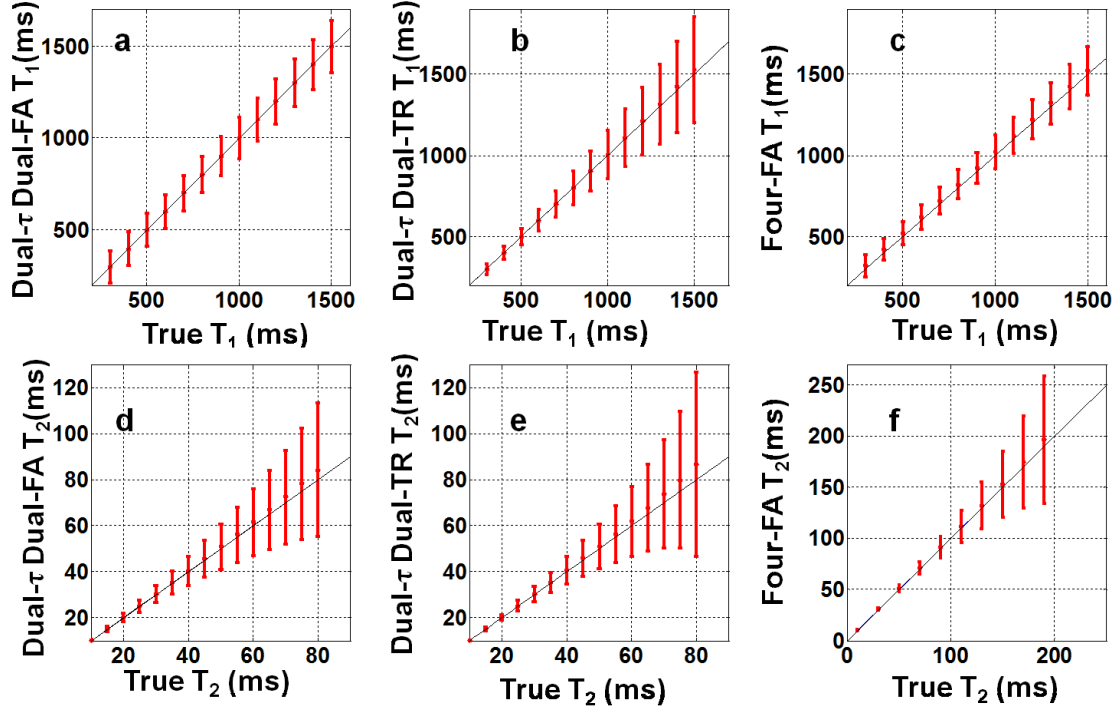 a
Dual-τ Dual-FA T1(ms)
1500
1000
500
500 1000 1500
True T1 (ms)
b
Dual-τ Dual-TR T1(ms)
1500
1000
500
500 1000 1500
True T1 (ms)
c
Four-FA T1(ms)
1500
1000
500
500 1000 1500
True T1 (ms)
d
Dual-τ Dual-FA T2(ms)
120
100
80
60
40
20
20 40 60 80
True T2 (ms)
e
Dual-τ Dual-TR T2(ms)
120
100
80
60
40
20
20 40 60 80
True T2 (ms)
f
Four-FA T2(ms)
250
200
150
100
50
0
0 100 200
True T2 (ms)